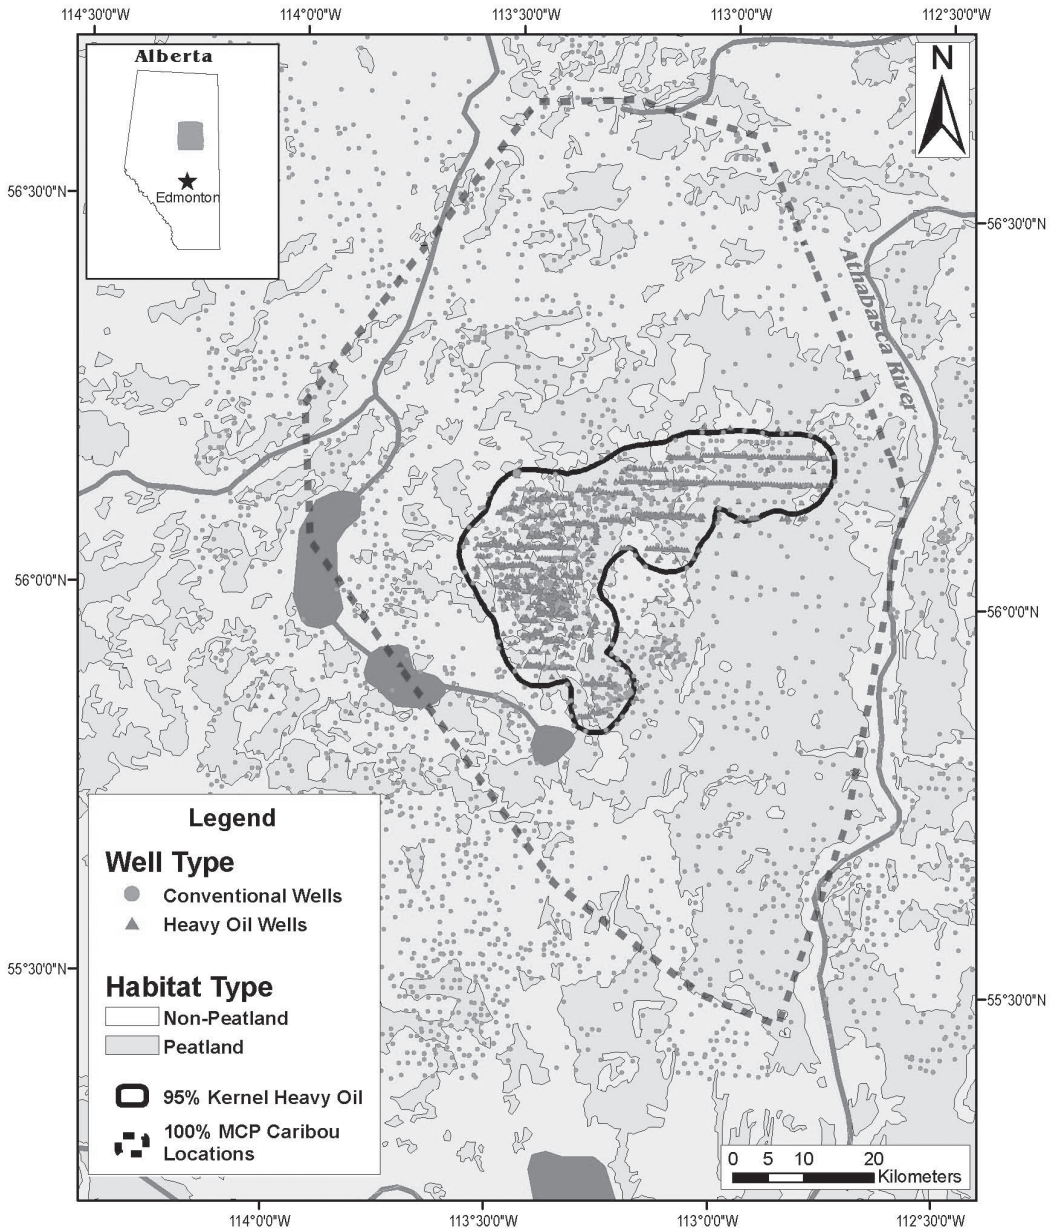 114°30'0"W
114°0'0"W
113°30'0"W
113°0'0"W
112°30'0"W
Alberta
Edmonton
N
56°30'0"N
56°30'0"N
Athabasca River
56°0'0"N
56°0'0"N
Legend
Well Type
Conventional Wells
Heavy Oil Wells
55°30'0"N
55°30'0"N
Habitat Type
Non-Peatland
Peatland
95% Kernel Heavy Oil
100% MCP Caribou
Locations
0 5 10 20
Kilometers
114°0'0"W
113°30'0"W
113°0'0"W
112°30'0"W